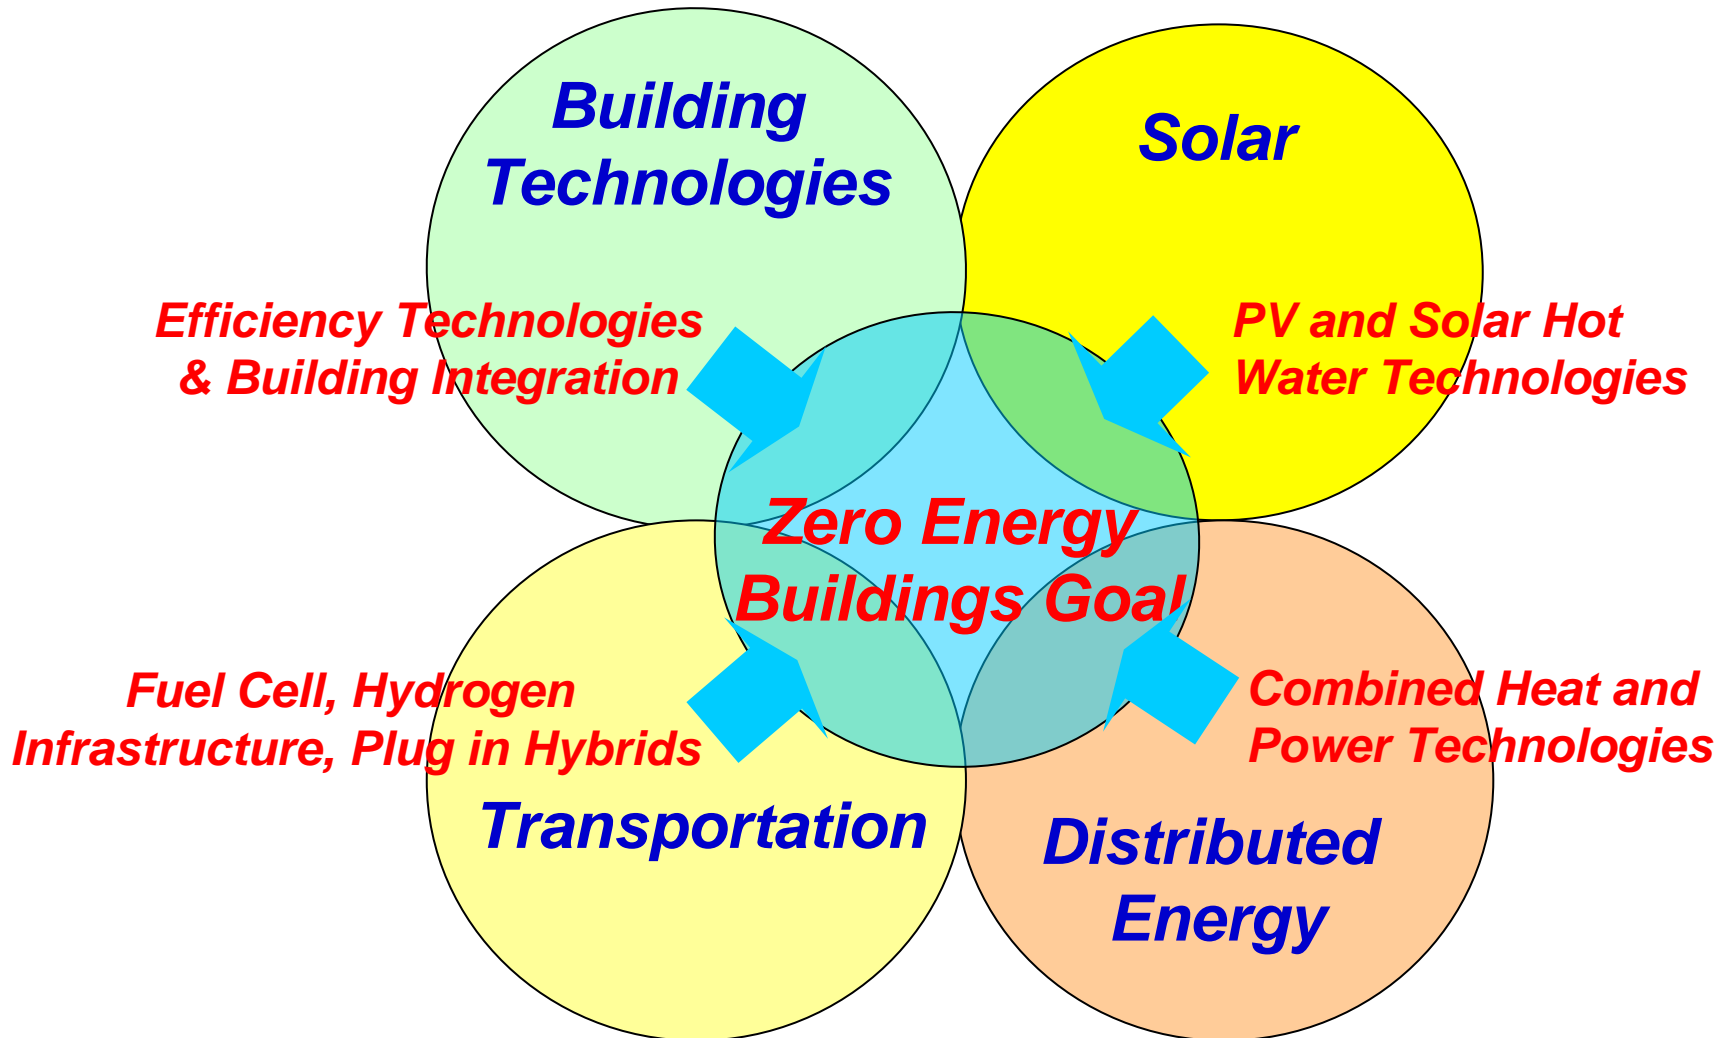 Building
Technologies
Solar
Efficiency Technologies
& Building Integration
PV and Solar Hot
Water Technologies
Zero Energy
Buildings Goal
Fuel Cell, Hydrogen
Infrastructure, Plug in Hybrids
Combined Heat and
Power Technologies
Transportation
Distributed
Energy